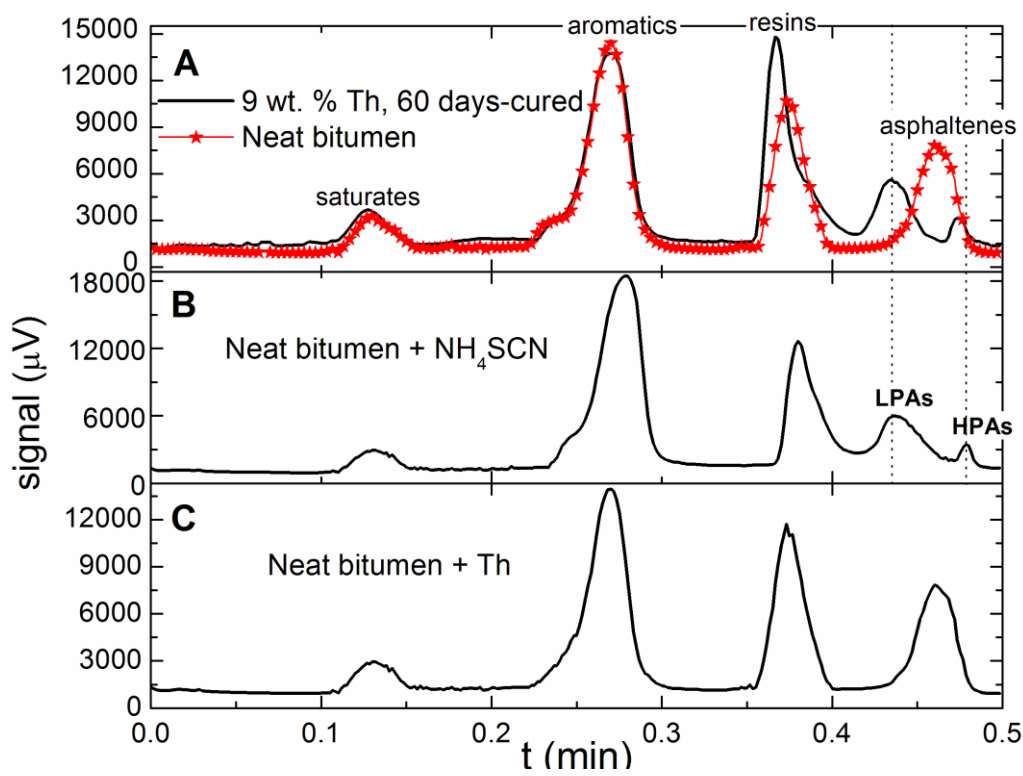 15000
12000
9000
6000
3000
0
A
aromatics
resins
9 wt. % Th, 60 days-cured
Neat bitumen
saturates
asphaltenes
18000
12000
6000
0
B
Neat bitumen + NH₄SCN
LPAs
HPAs
signal (μV)
12000
9000
6000
3000
0
C
Neat bitumen + Th
0.0 0.1 0.2 0.3 0.4 0.5
t (min)